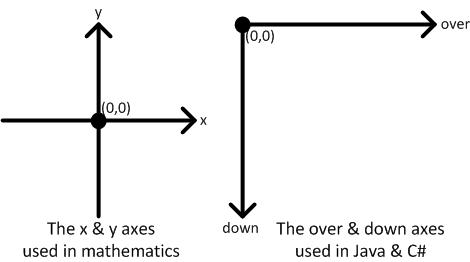 y
(0,0)
x
The x & y axes
used in mathematics
(0,0)
over
down
The over & down axes
used in Java & C#